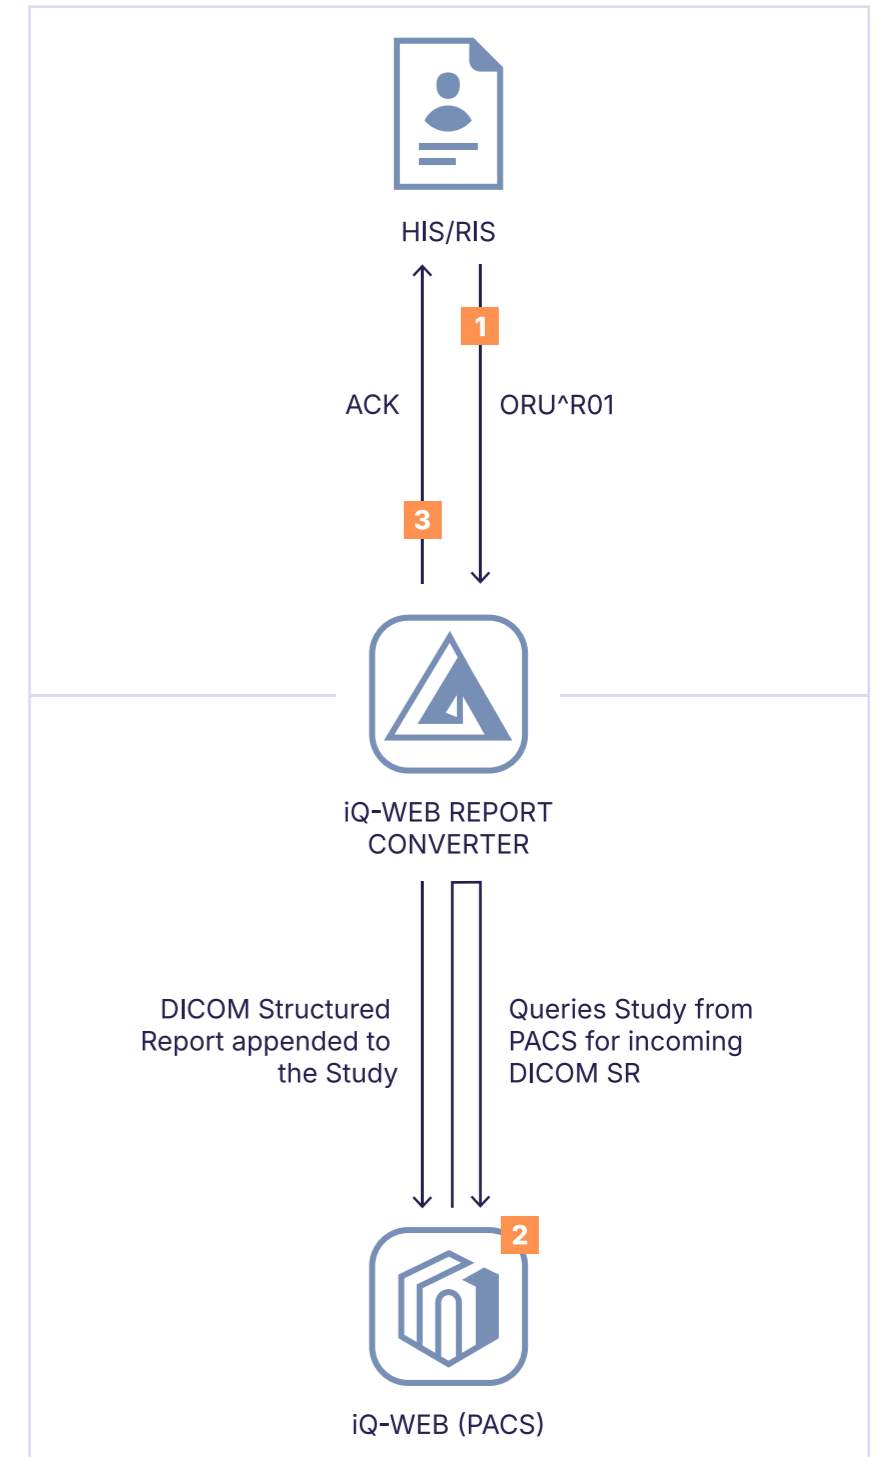 HIS/RIS
1
ACK
ORU^R01
3
iQ-WEB REPORT
CONVERTER
DICOM Structured
Report appended to
the Study
Queries Study from
PACS for incoming
DICOM SR
2
iQ-WEB (PACS)